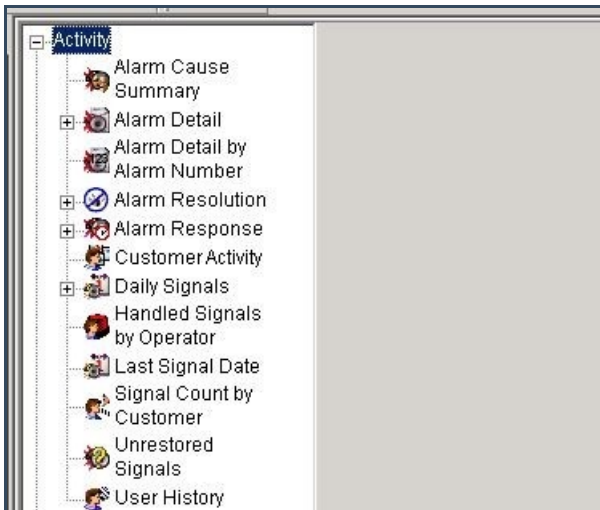 Activity
Alarm Cause
Summary
Alarm Detail
Alarm Detail by
Alarm Number
Alarm Resolution
Alarm Response
Customer Activity
Daily Signals
Handled Signals
by Operator
Last Signal Date
Signal Count by
Customer
Unrestored
Signals
User History